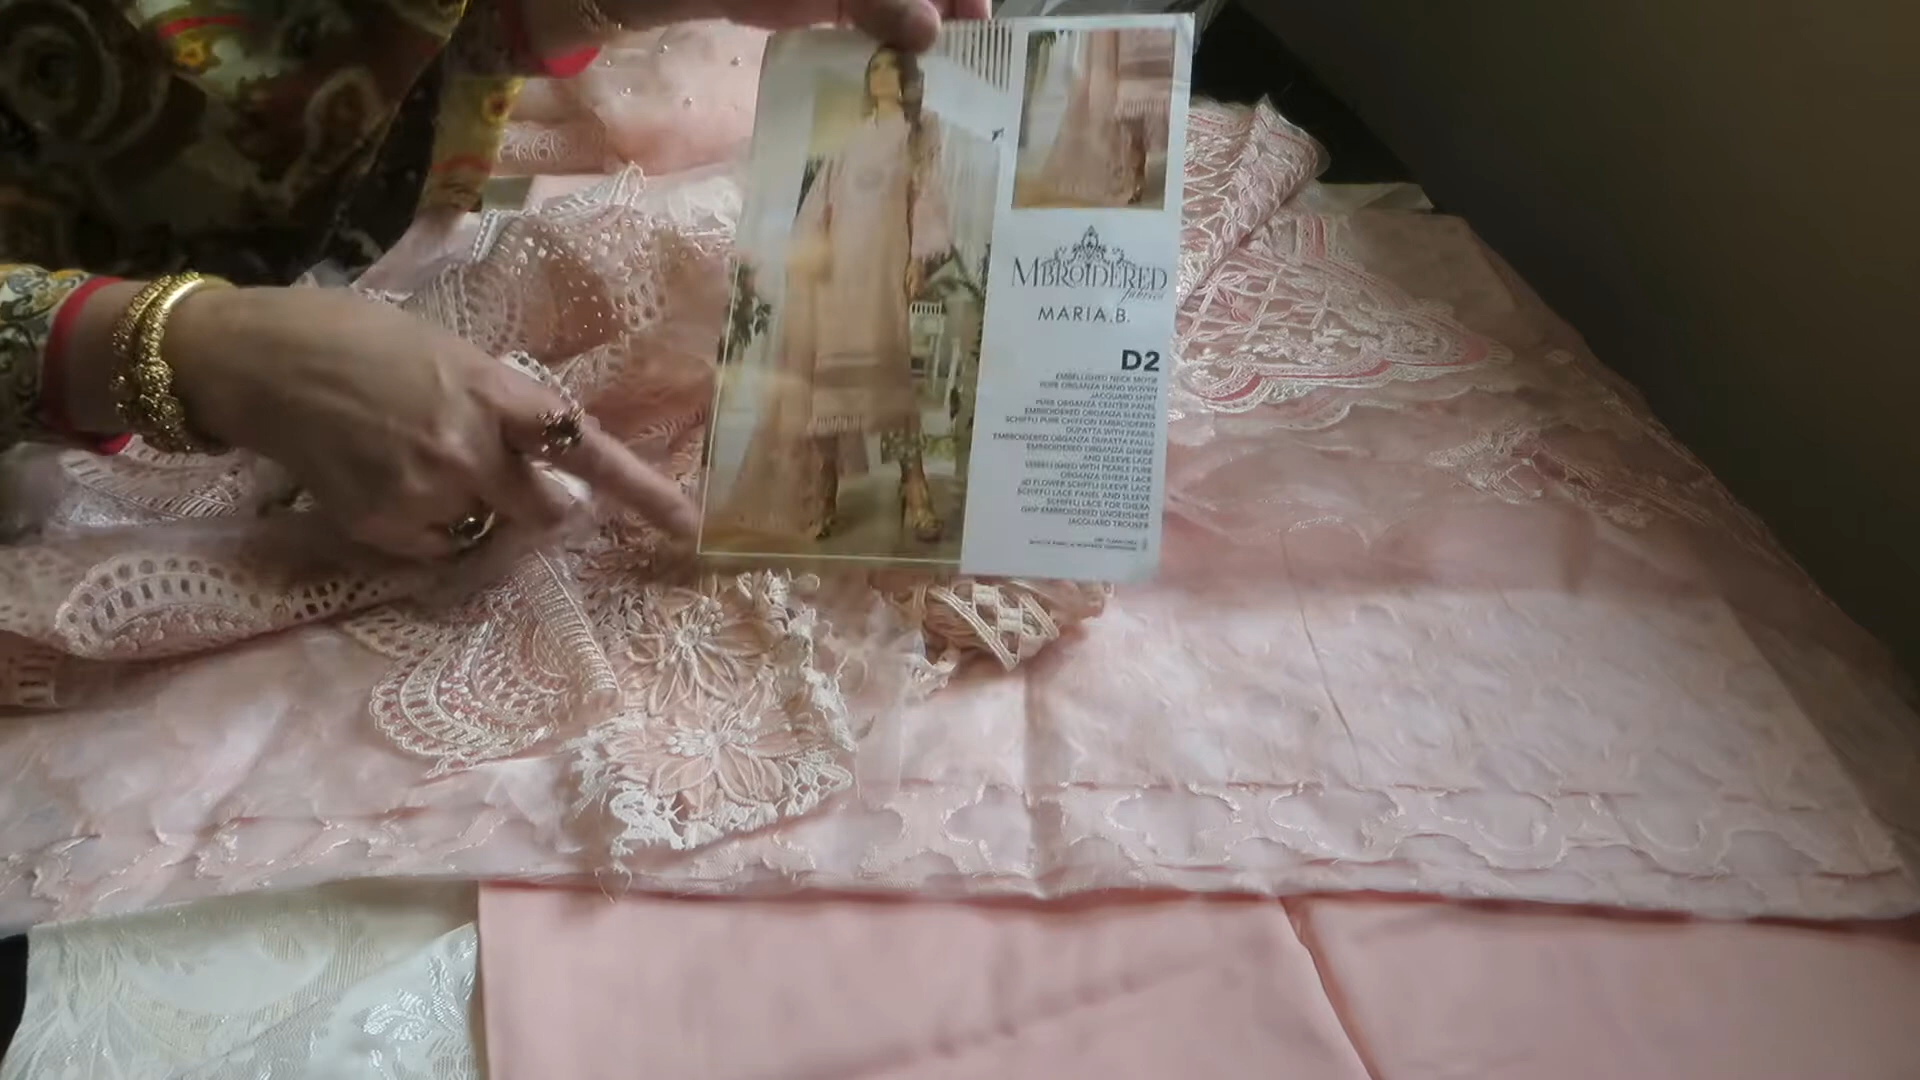 MBROIDERED
fabrics
MARIA.B.
D2
EMBELLISHED NECK MOTIF
PURE ORGANZA HAND WOVEN
JACQUARD SHIRT
PURE ORGANZA CENTER PANEL
EMBROIDERED ORGANZA SLEEVES
SCHIFFLI PURE CHIFFON EMBROIDERED
DUPATTA WITH PEARLS
EMBROIDERED ORGANZA DUPATTA PALLU
EMBROIDERED ORGANZA GHERA
AND SLEEVE LACE
EMBELLISHED WITH PEARLS PURE
ORGANZA GHERA LACE
3D FLOWER SCHIFFLI SLEEVE LACE
SCHIFFLI LACE PANEL AND SLEEVE
SCHIFFLI LACE FOR GHERA
GRIP EMBROIDERED UNDERSHIRT
JACQUARD TROUSER